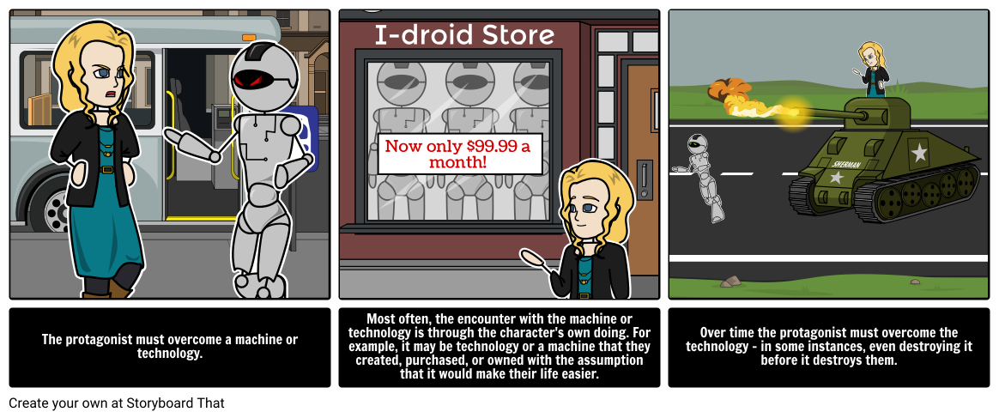 I-droid Store
Now only $99.99 a
month!
SHERMAN
The protagonist must overcome a machine or
technology.
Most often, the encounter with the machine or
technology is through the character's own doing. For
example, it may be technology or a machine that they
created, purchased, or owned with the assumption
that it would make their life easier.
Over time the protagonist must overcome the
technology - in some instances, even destroying it
before it destroys them.
Create your own at Storyboard That